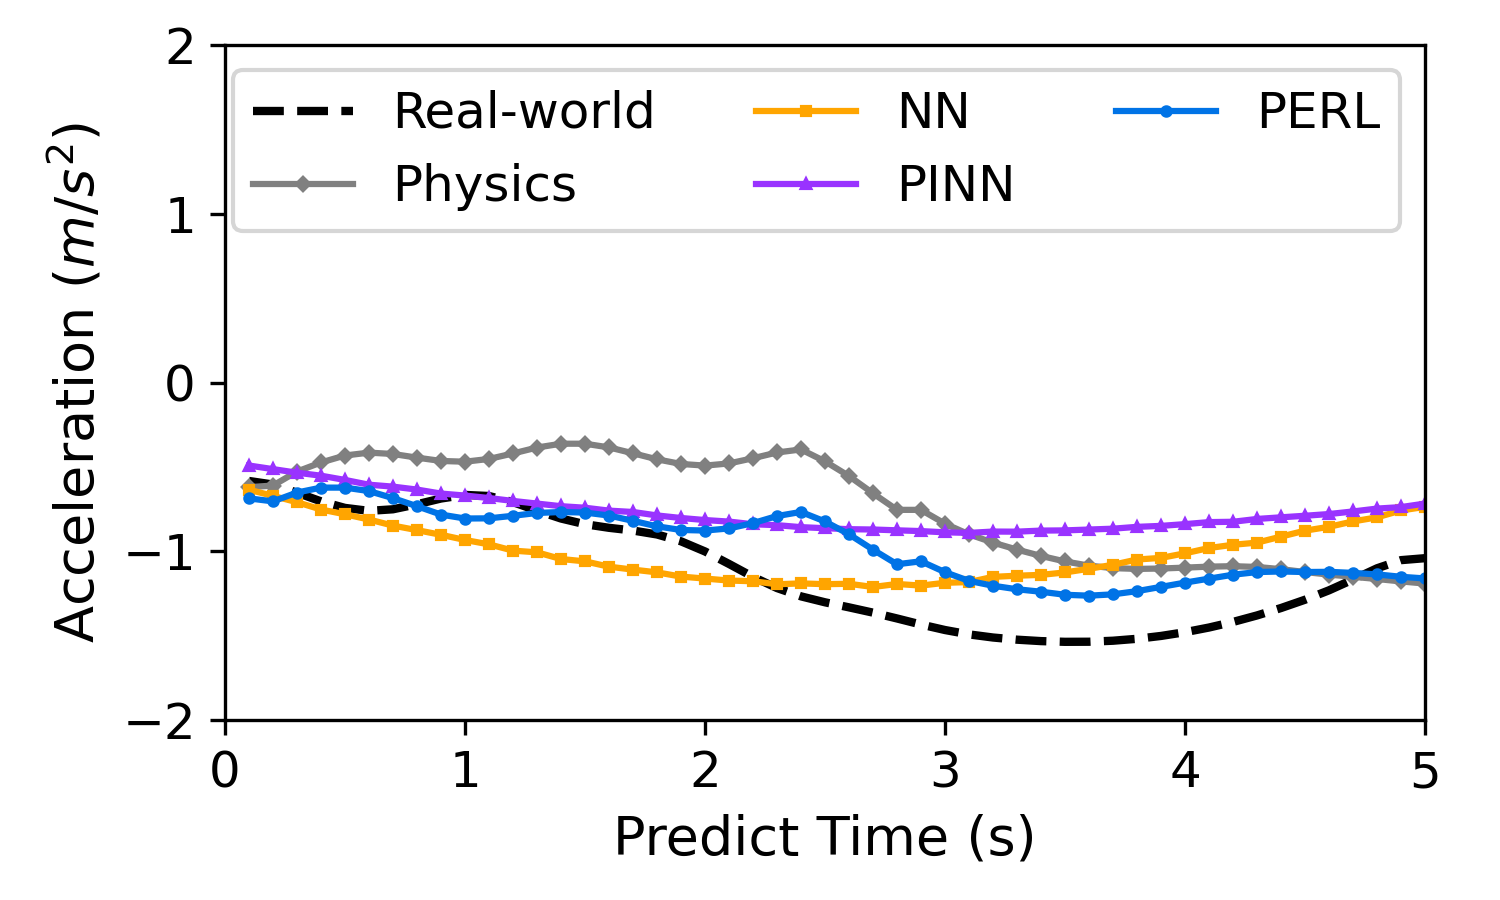 2
1
0
−1
−2
Acceleration (m/s²)
Real-world
Physics
NN
PINN
PERL
0 1 2 3 4 5
Predict Time (s)